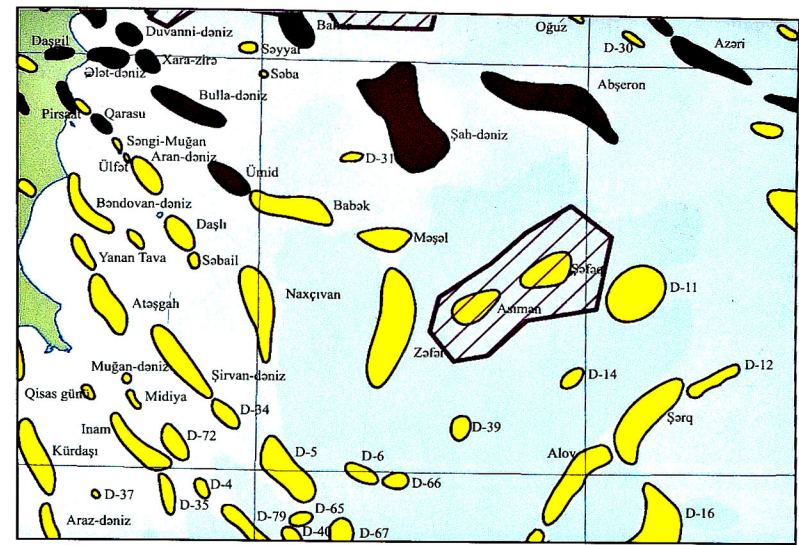 Duvanni-dəniz
Oğuz
Daşgil
Səyyar
D-30
Azəri
Xara-zirə
Ələt-dəniz
Səba
Bulla-dəniz
Abşeron
Pirsaat
Qarasu
Şah-dəniz
Səngi-Muğan
Aran-dəniz
D-31
Ülfət
Ümid
Bəndovan-dəniz
Babək
Daşlı
Məşəl
Yanan Tava
Səbail
Şəfəq
D-11
Naxçıvan
Atəşgah
Asıman
Zəfər
Muğan-dəniz
Şirvan-dəniz
D-14
D-12
Qisas günü
Midiya
D-34
Şərq
Inam
D-72
D-39
Kürdaşı
D-5
D-6
Alov
D-66
D-37
D-4
D-35
D-65
Araz-dəniz
D-79
D-40
D-67
D-16